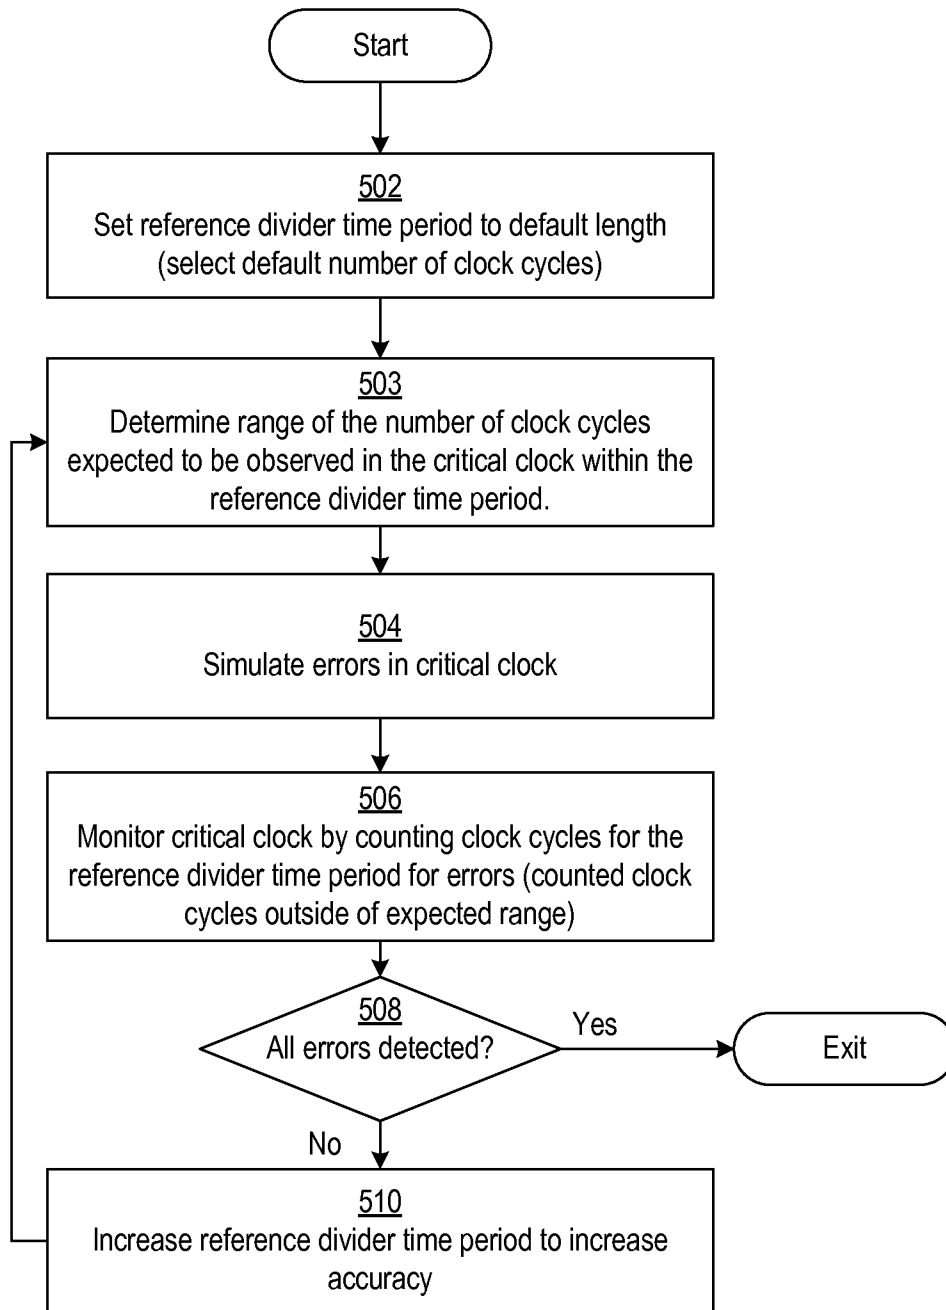 Start
502
Set reference divider time period to default length
(select default number of clock cycles)
503
Determine range of the number of clock cycles
expected to be observed in the critical clock within the
reference divider time period.
504
Simulate errors in critical clock
506
Monitor critical clock by counting clock cycles for the
reference divider time period for errors (counted clock
cycles outside of expected range)
508
All errors detected?
Yes
Exit
No
510
Increase reference divider time period to increase
accuracy